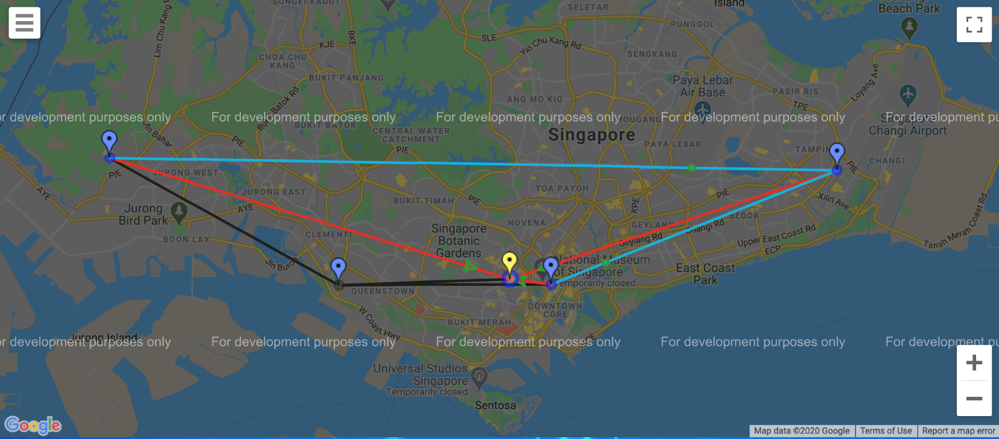 SUNGEI KADUT
SELETAR
Island
Changi
Beach Park
PUNGGOL
Lim Chu Kang Rd
KJE
BKE
SLE
Yio Chu Kang Rd
CHOA CHU
KANG
SENGKANG
BUKIT PANJANG
Paya Lebar
Air Base
Loyang Ave
PASIR RIS
ANG MO KIO
TPE
For development purposes only
For development purposes only
For development purposes only
For development purposes only
For development pu
Bukit Batok Rd
HOUGANG
Singapore
Changi Airport
Jln Bahar
BUKIT BATOK
CENTRAL WATER
CATCHMENT
Singapore
PIE
PIE
PAYA LEBAR
TAMPIN
CHANGI
PIE
PIE
JURONG WEST
AYE
JURONG EAST
TOA PAYOH
BUKIT TIMAH
PIE
PIE
KPE
Xilin Ave
Tanah Merah Coast Rd
Jurong
Bird Park
AYE
BEDOK
NOVENA
GEYLANG
Changi Rd
CLEMENTI
Singapore
Botanic
Gardens
BOON LAY
Geylang Rd
Upper East Coast Rd
ECP
Jln Buroh
National Museum
of Singapore
Temporarily closed
East Coast
Park
QUEENSTOWN
DOWNTOWN
CORE
W Coast Hwy
BUKIT MERAH
MCE
Jurong Island
For development purposes only
For development purposes only
For development purposes only
For development purposes only
For development pu
Universal Studios
Singapore
Temporarily closed
Sentosa
Google
Map data ©2020 Google
Terms of Use
Report a map error